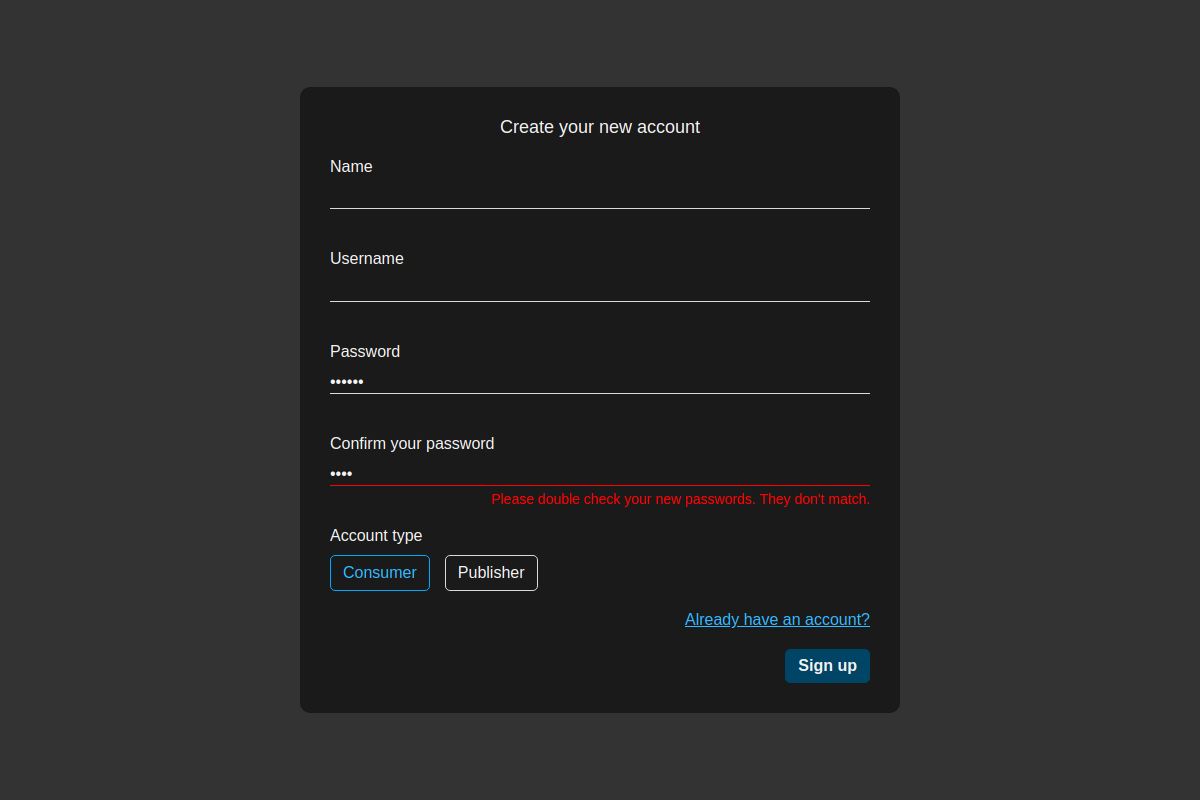 Create your new account
Name
Username
Password
••••••
Confirm your password
••••
Please double check your new passwords. They don't match.
Account type
Consumer Publisher
Already have an account?
Sign up